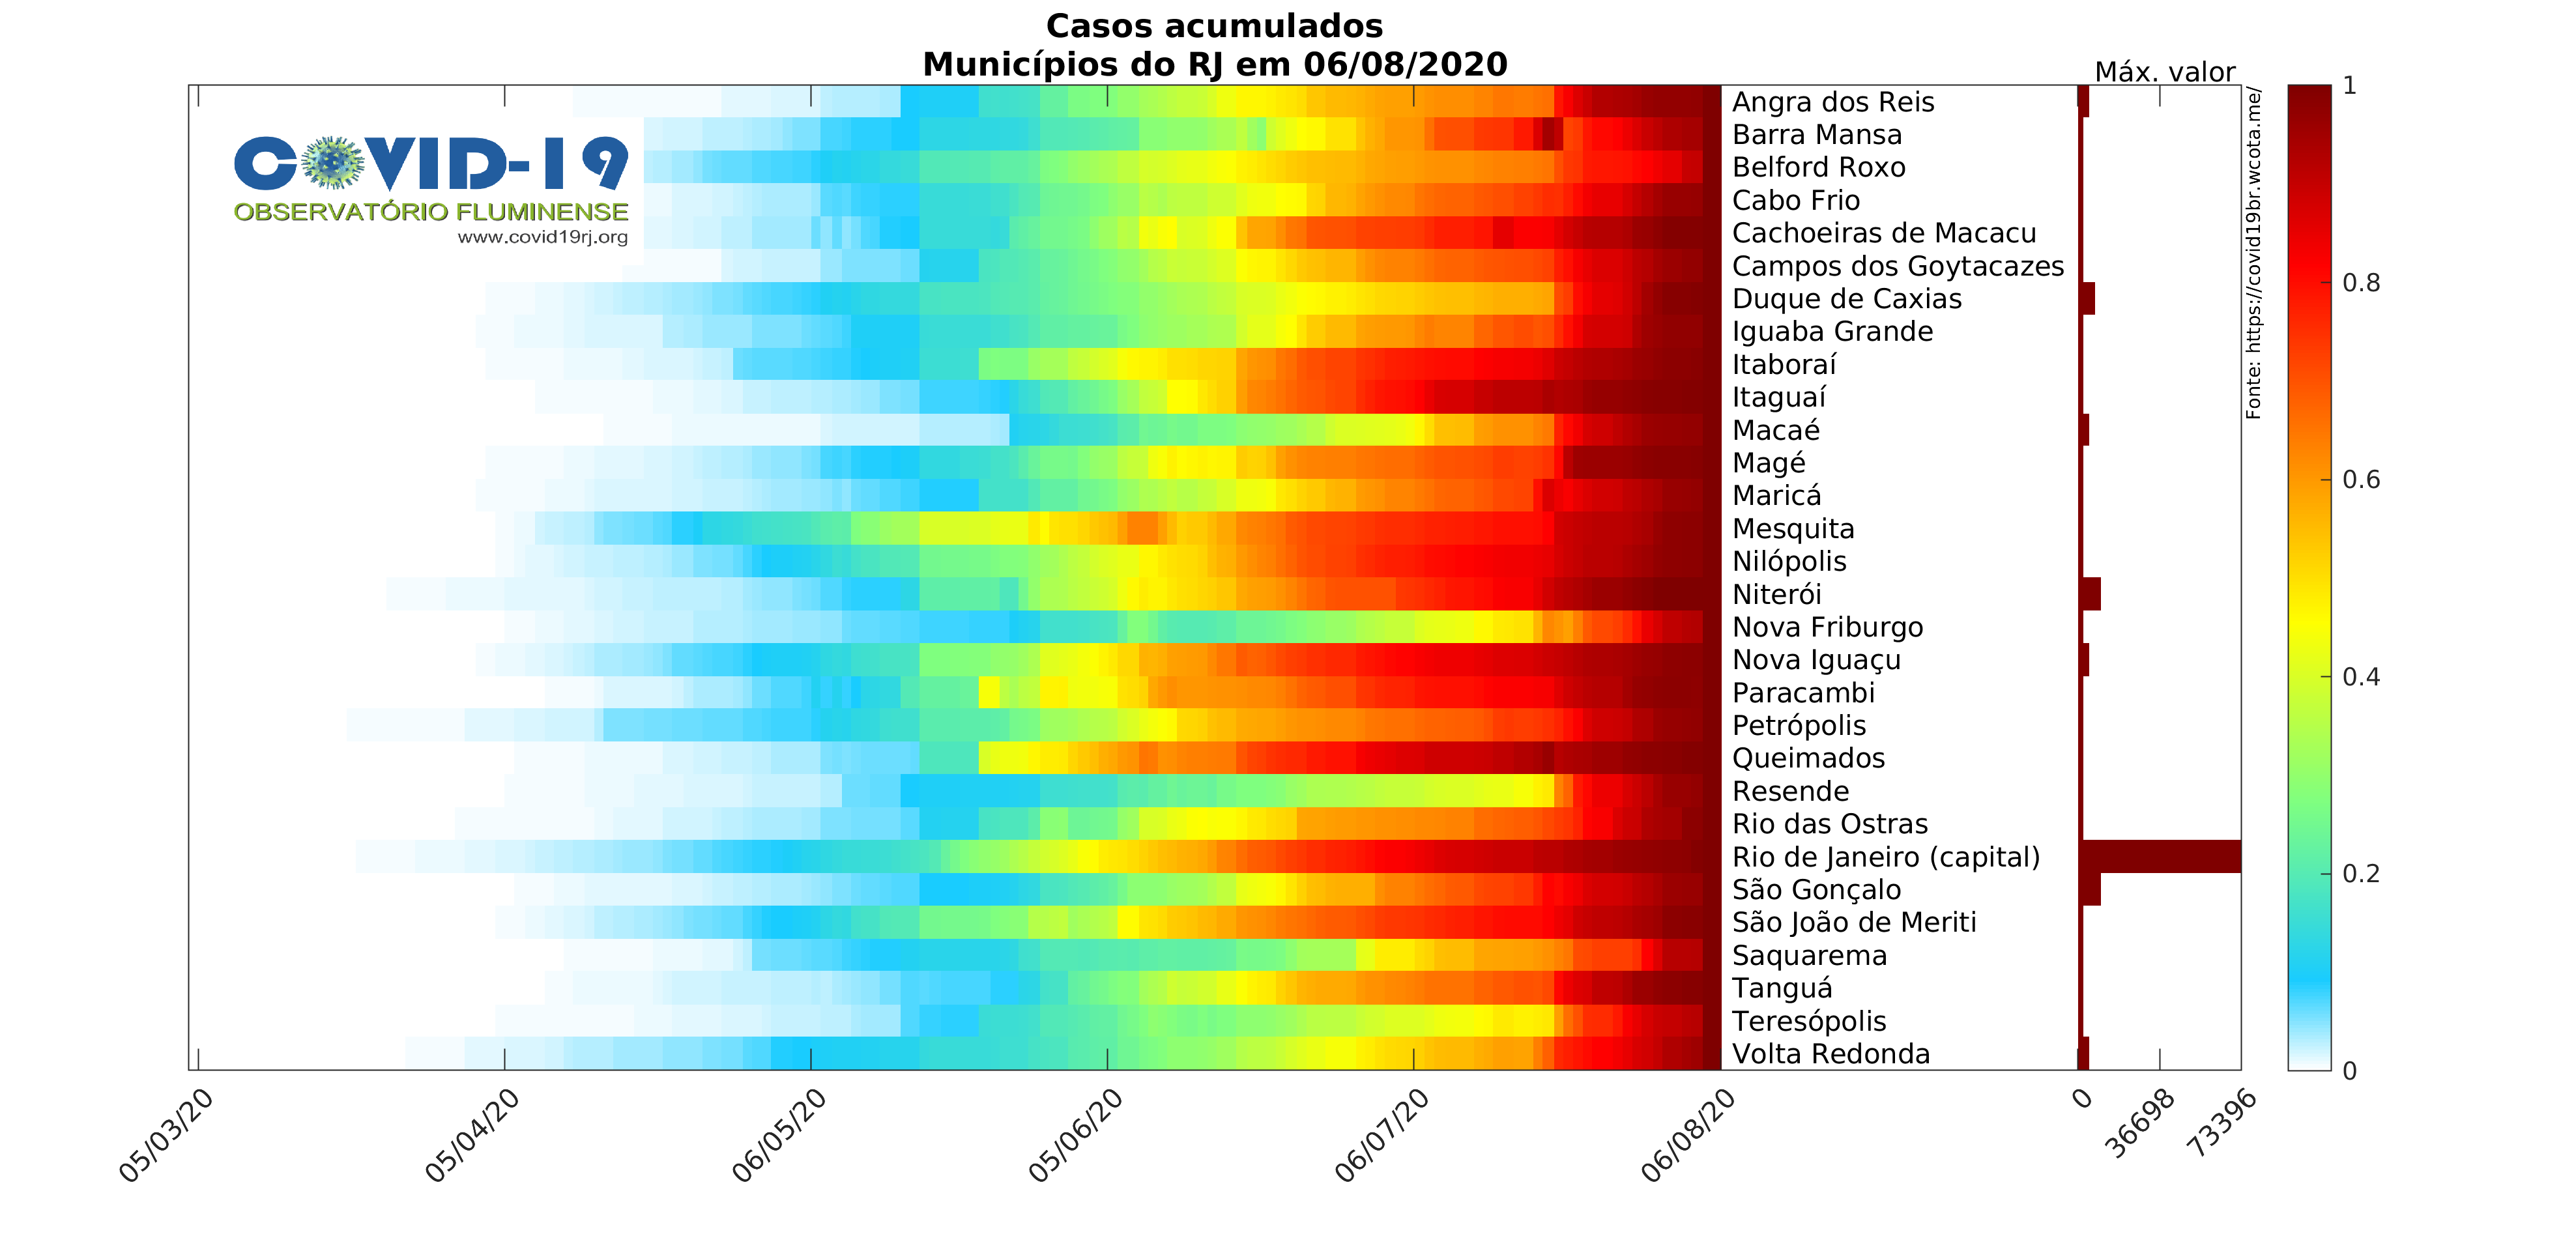 Casos acumulados
Municípios do RJ em 06/08/2020
Máx. valor
COVID-19
OBSERVATÓRIO FLUMINENSE
www.covid19rj.org
Angra dos Reis
Barra Mansa
Belford Roxo
Cabo Frio
Cachoeiras de Macacu
Campos dos Goytacazes
Duque de Caxias
Iguaba Grande
Itaboraí
Itaguaí
Macaé
Magé
Maricá
Mesquita
Nilópolis
Niterói
Nova Friburgo
Nova Iguaçu
Paracambi
Petrópolis
Queimados
Resende
Rio das Ostras
Rio de Janeiro (capital)
São Gonçalo
São João de Meriti
Saquarema
Tanguá
Teresópolis
Volta Redonda
Fonte: https://covid19br.wcota.me/
1
0.8
0.6
0.4
0.2
0
05/03/20
05/04/20
06/05/20
05/06/20
06/07/20
06/08/20
0
36698
73396